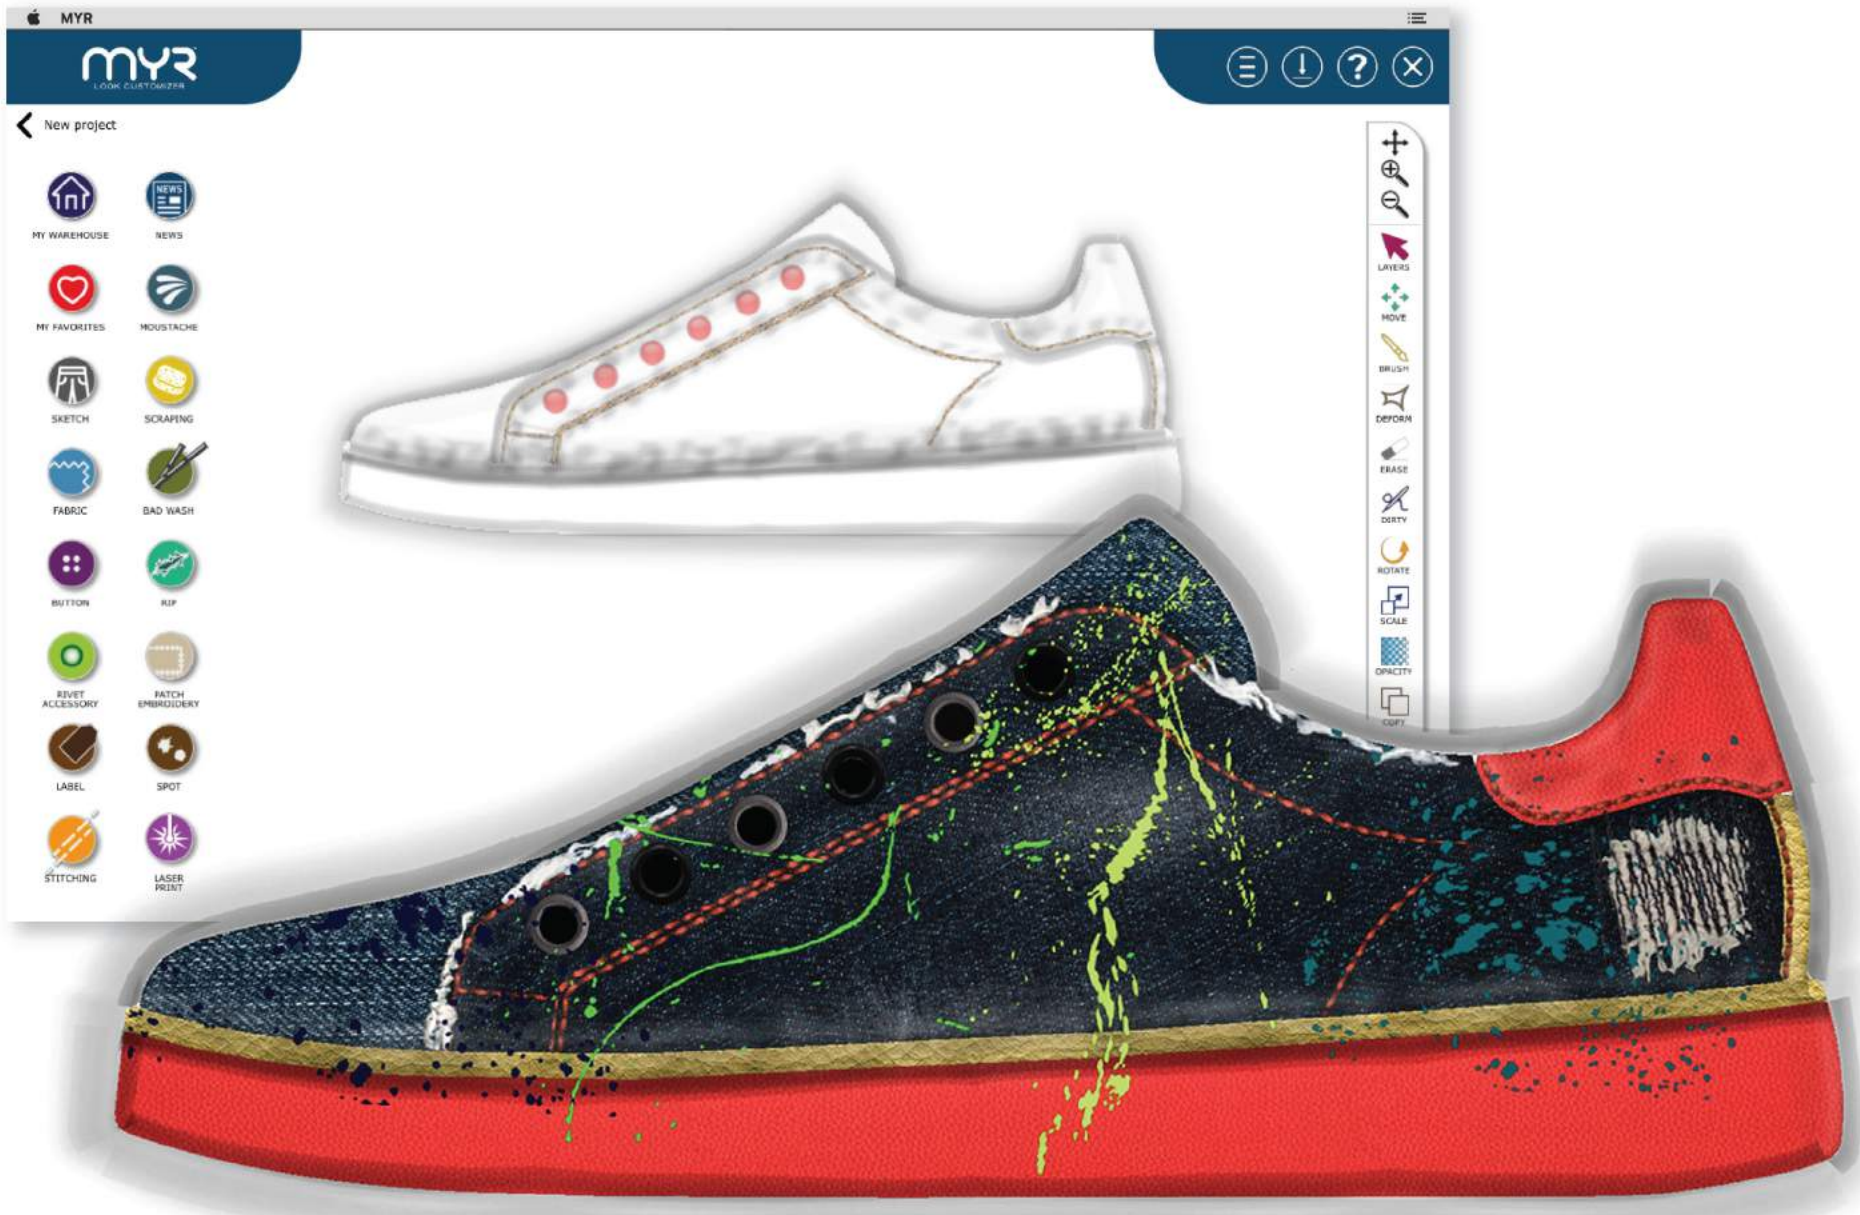 MYR
MYR
LOOK CUSTOMIZER
New project
MY WAREHOUSE
NEWS
NEWS
MY FAVORITES
MOUSTACHE
SKETCH
SCRAPING
FABRIC
BAD WASH
BUTTON
RIP
RIVET
ACCESSORY
PATCH
EMBROIDERY
LABEL
SPOT
STITCHING
LASER
PRINT
?
LAYERS
MOVE
BRUSH
DEFORM
ERASE
DIRTY
ROTATE
SCALE
OPACITY
COPY